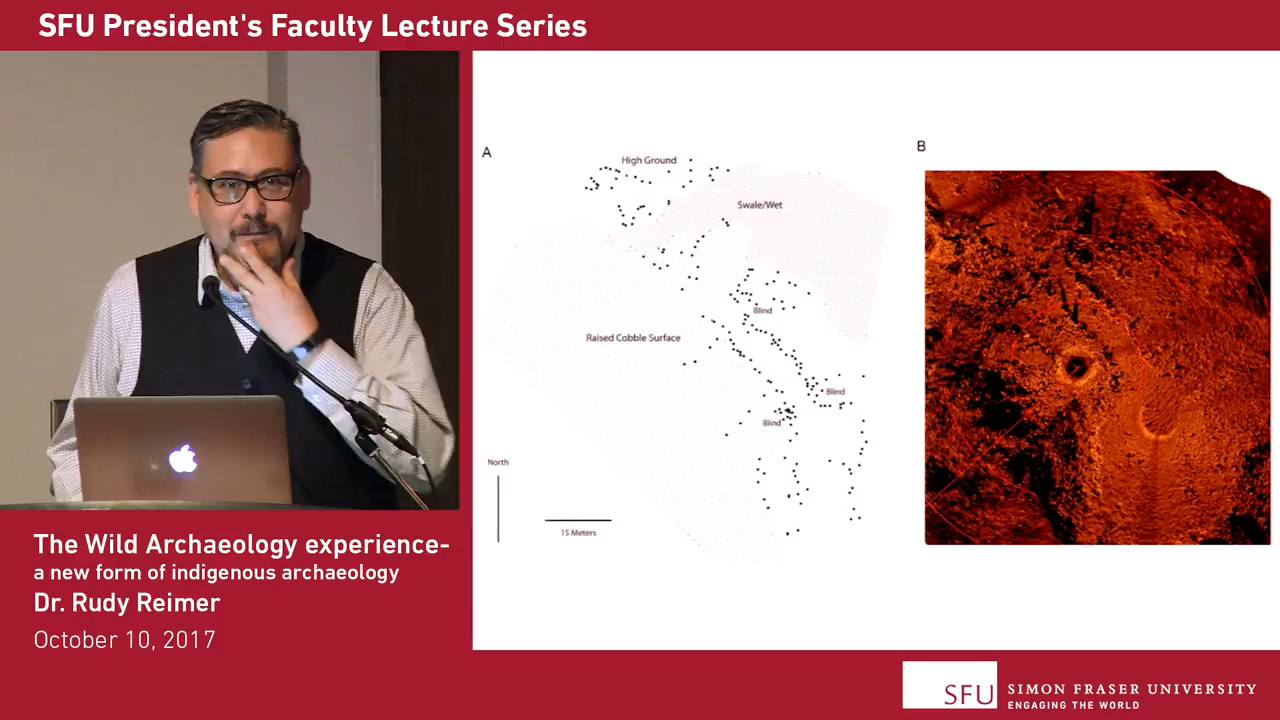 SFU President's Faculty Lecture Series
A
B
High Ground
Swale/Wet
Blind
Raised Cobble Surface
Blind
Blind
North
15 Meters
The Wild Archaeology experience-
a new form of indigenous archaeology
Dr. Rudy Reimer
October 10, 2017
SFU
SIMON FRASER UNIVERSITY
ENGAGING THE WORLD